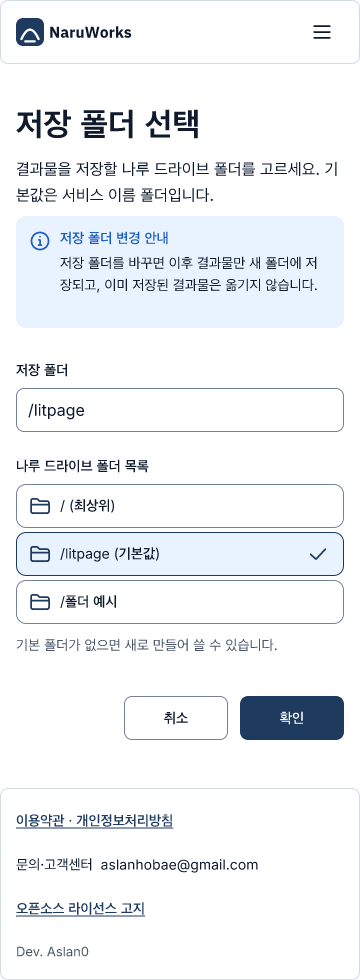 NaruWorks
저장 폴더 선택
결과물을 저장할 나루 드라이브 폴더를 고르세요. 기
본값은 서비스 이름 폴더입니다.
저장 폴더 변경 안내
저장 폴더를 바꾸면 이후 결과물만 새 폴더에 저
장되고, 이미 저장된 결과물은 옮기지 않습니다.
저장 폴더
/litpage
나루 드라이브 폴더 목록
/ (최상위)
/litpage (기본값)
/폴더 예시
기본 폴더가 없으면 새로 만들어 쓸 수 있습니다.
취소 확인
이용약관 · 개인정보처리방침
문의·고객센터 aslanhobae@gmail.com
오픈소스 라이선스 고지
Dev. Aslan0